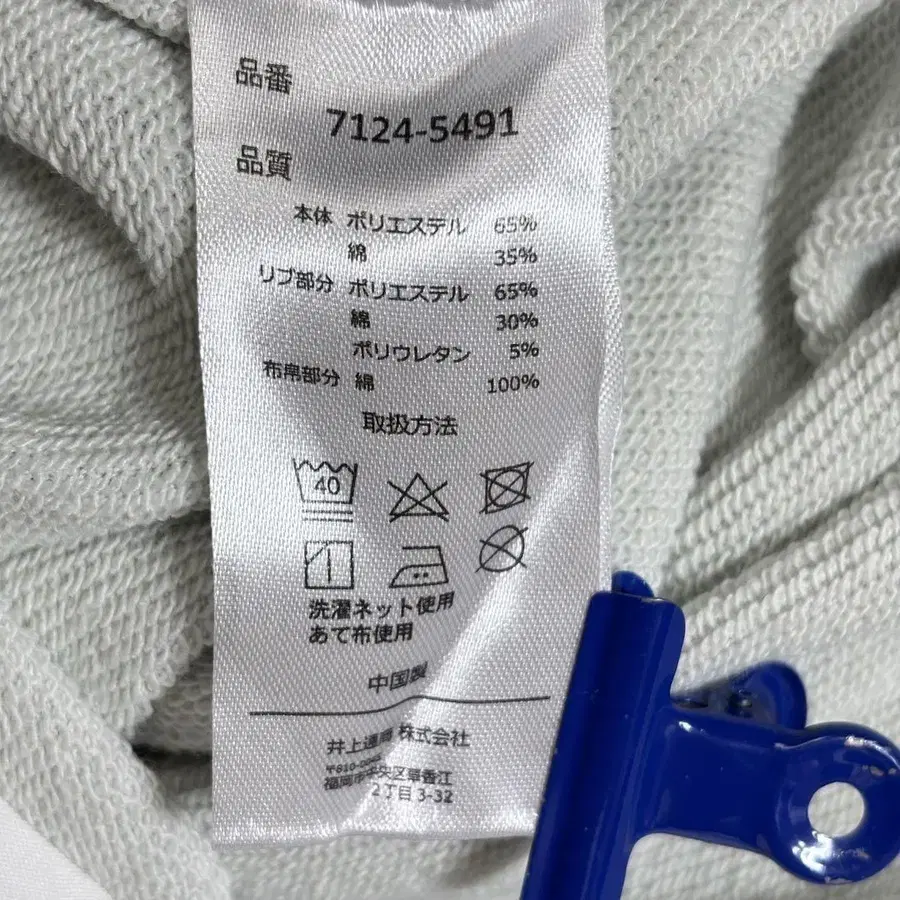 品番
7124-5491
品質
本体 ポリエステル 65%
綿 35%
リブ部分 ポリエステル 65%
綿 30%
ポリウレタン 5%
布帛部分 綿 100%
取扱方法
40
洗濯ネット使用
あて布使用
中国製
井上通商 株式会社
福岡市中央区草香江
2丁目 3-32